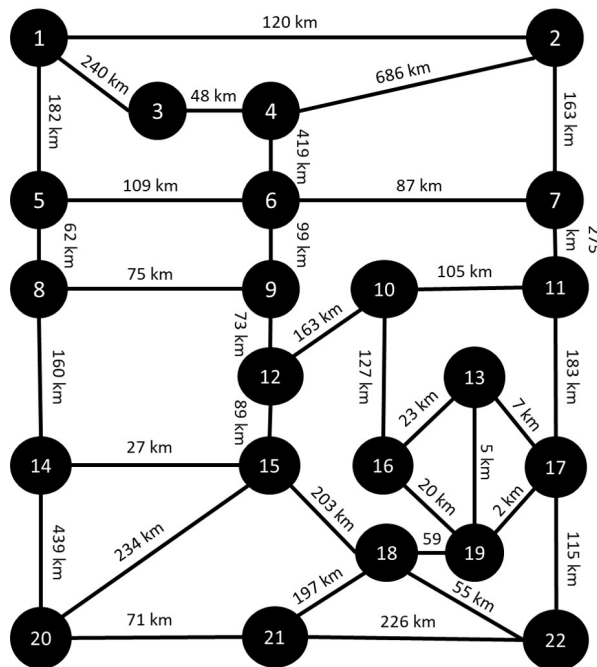 120 km
1
2
240 km
686 km
48 km
3
4
182 km
419 km
163 km
109 km
87 km
5
6
7
62 km
99 km
275 km
75 km
105 km
8
9
10
11
73 km
163 km
160 km
127 km
183 km
12
13
89 km
23 km
7 km
27 km
5 km
14
15
16
17
203 km
20 km
2 km
439 km
234 km
59
18
19
115 km
197 km
55 km
71 km
226 km
20
21
22